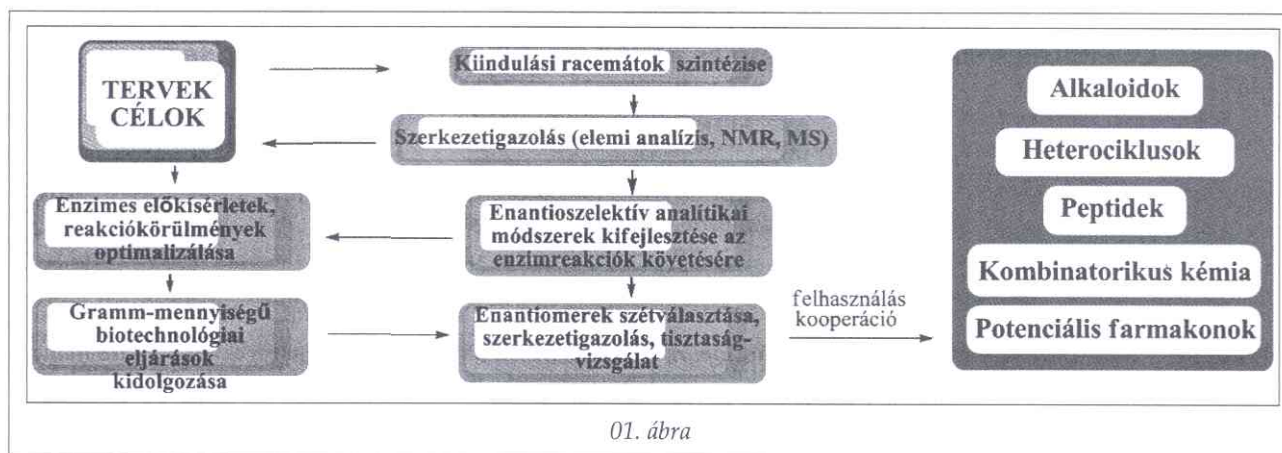 TERVEK
CÉLOK
Kiindulási racemátok szintézise
Szerkezetigazolás (elemi analízis, NMR, MS)
Enzimes előkísérletek,
reakciókörülmények
optimalizálása
Enantioszelektív analítikai
módszerek kifejlesztése az
enzimreakciók követésére
Gramm-mennyiségű
biotechnológiai
eljárások
kidolgozása
Enantiomerek szétválasztása,
szerkezetigazolás, tisztaság-
vizsgálat
felhasználás
kooperáció
Alkaloidok
Heterociklusok
Peptidek
Kombinatorikus kémia
Potenciális farmakonok
01. ábra